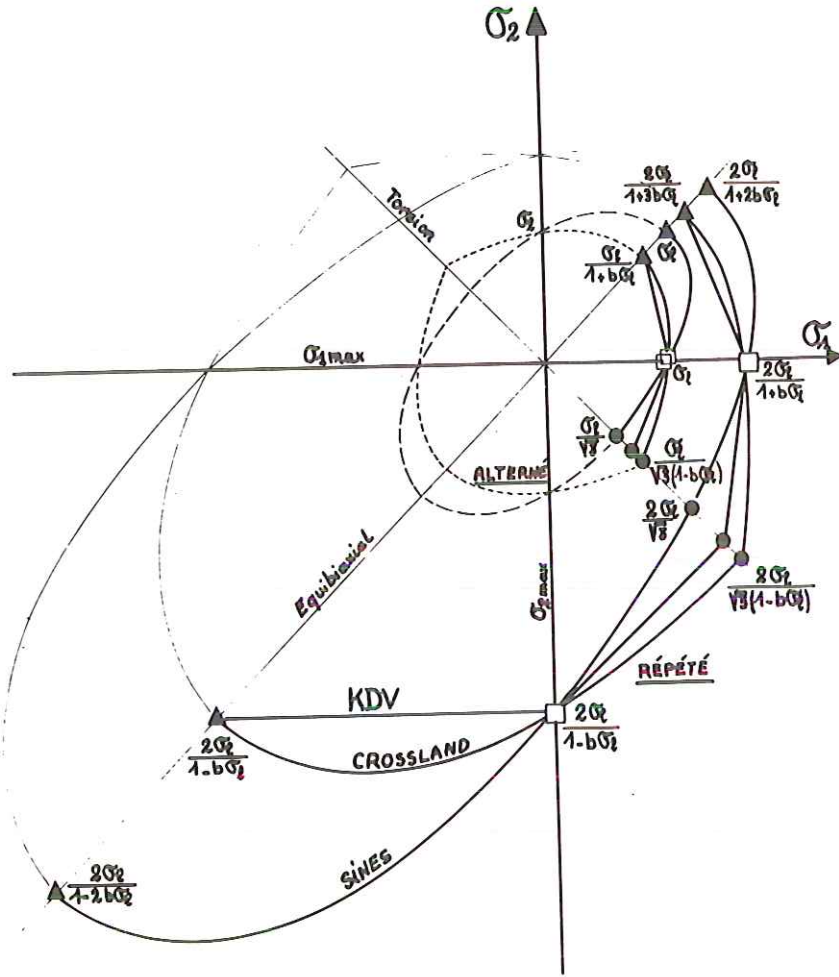 σ₂
Torsion
2σℓ/1+3bσℓ
2σℓ/1+2bσℓ
σℓ
σℓ/1+bσℓ
σℓ
σ₁
σ₁max
σℓ
2σℓ/1+bσℓ
σℓ/√3
ALTERNÉ
σℓ/√3(1-bσℓ)
2σℓ/√3
Equibiaxial
σ₂max
2σℓ/√3(1-bσℓ)
RÉPÉTÉ
KDV
2σℓ/1-bσℓ
2σℓ/1-bσℓ
CROSSLAND
SINES
2σℓ/1-2bσℓ